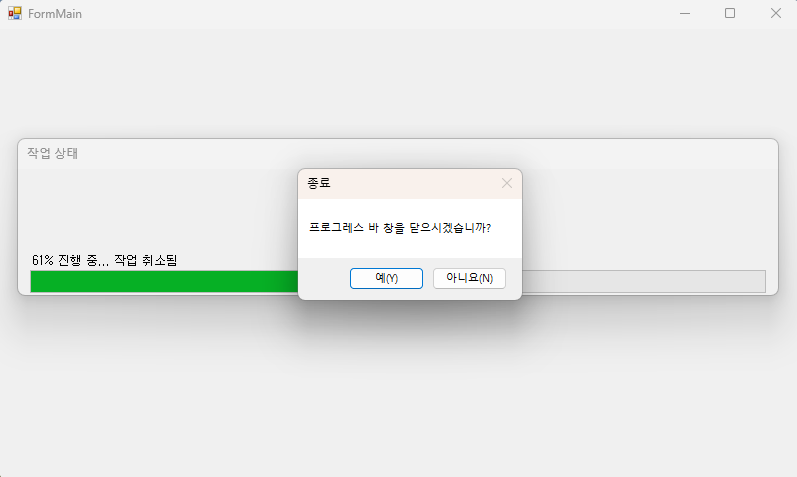 FormMain
작업 상태
종료
프로그레스 바 창을 닫으시겠습니까?
61% 진행 중... 작업 취소됨
예(Y)
아니요(N)